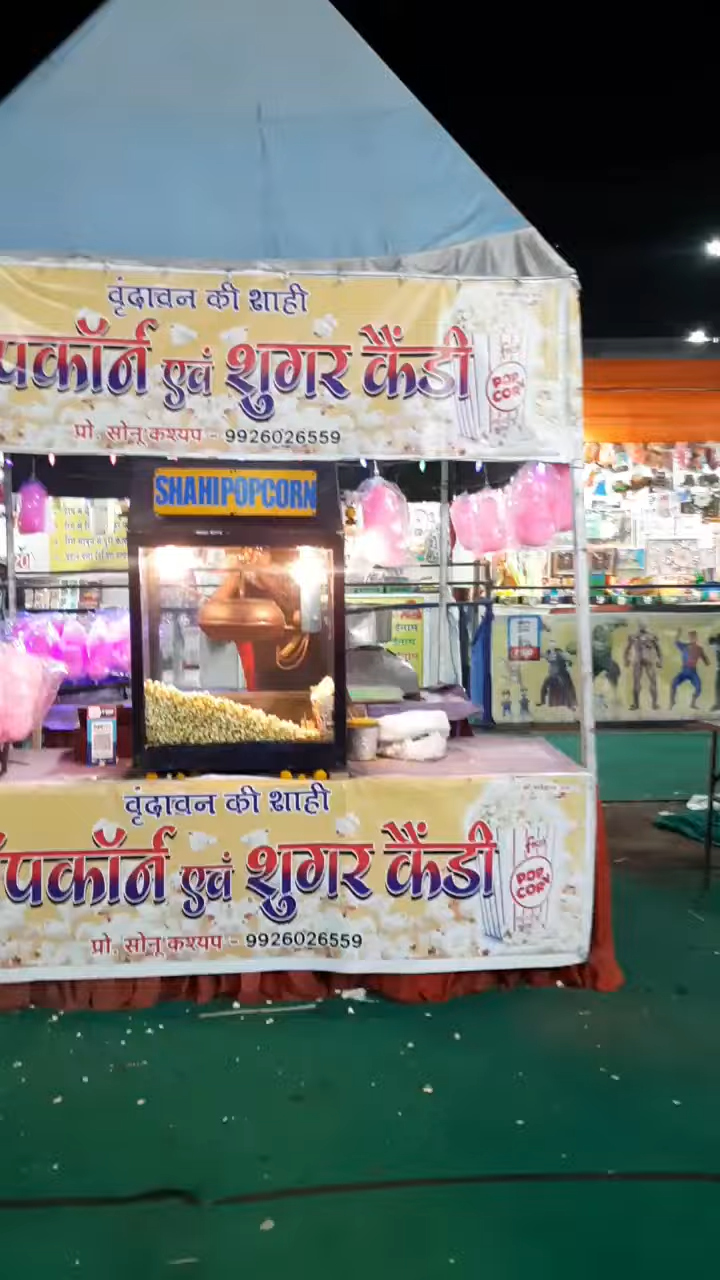 वृंदावन की शाही
पकॉर्न एवं शुगर कैंडी
POP
CORN
प्रो. सोनू कश्यप - 9926026559
SHAHIPOPCORN
वृंदावन की शाही
पकॉर्न एवं शुगर कैंडी
POP
CORN
प्रो. सोनू कश्यप - 9926026559